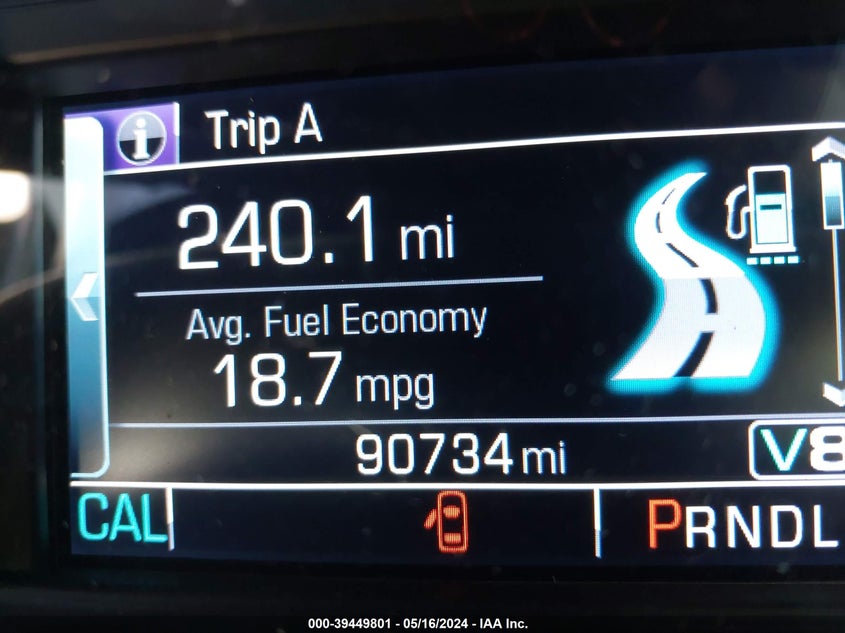 i Trip A
240.1 mi
Avg. Fuel Economy
18.7 mpg
90734 mi
V8
CAL
PRNDL
000-39449801 - 05/16/2024 - IAA Inc.